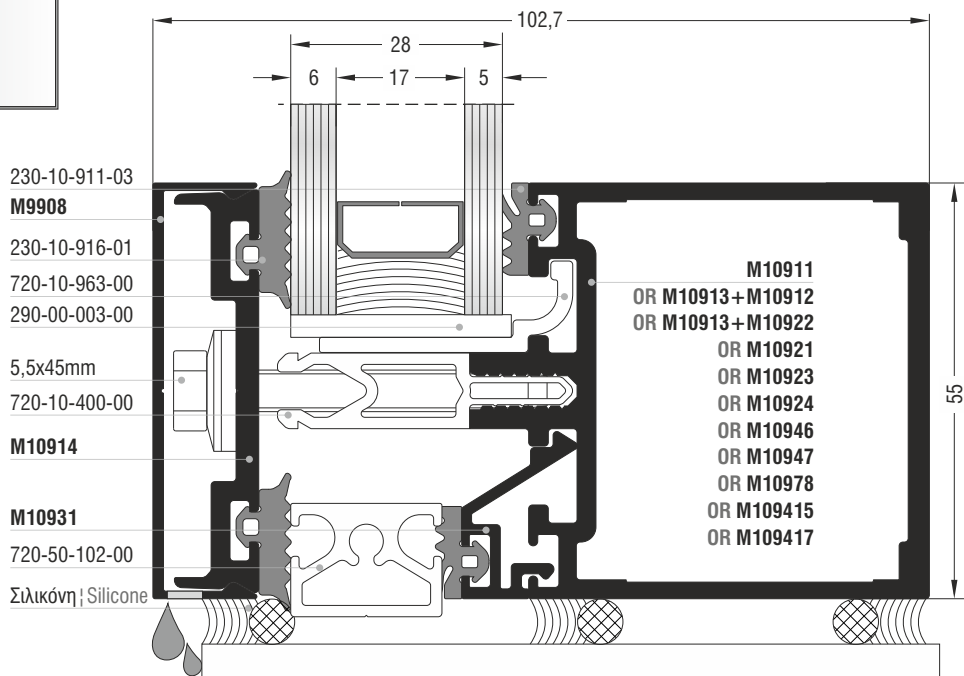 102,7
28
6
17
5
230-10-911-03
M9908
230-10-916-01
720-10-963-00
290-00-003-00
5,5x45mm
720-10-400-00
M10914
M10931
720-50-102-00
Σιλικόνη ¦ Silicone
M10911
OR M10913+M10912
OR M10913+M10922
OR M10921
OR M10923
OR M10924
OR M10946
OR M10947
OR M10978
OR M109415
OR M109417
55